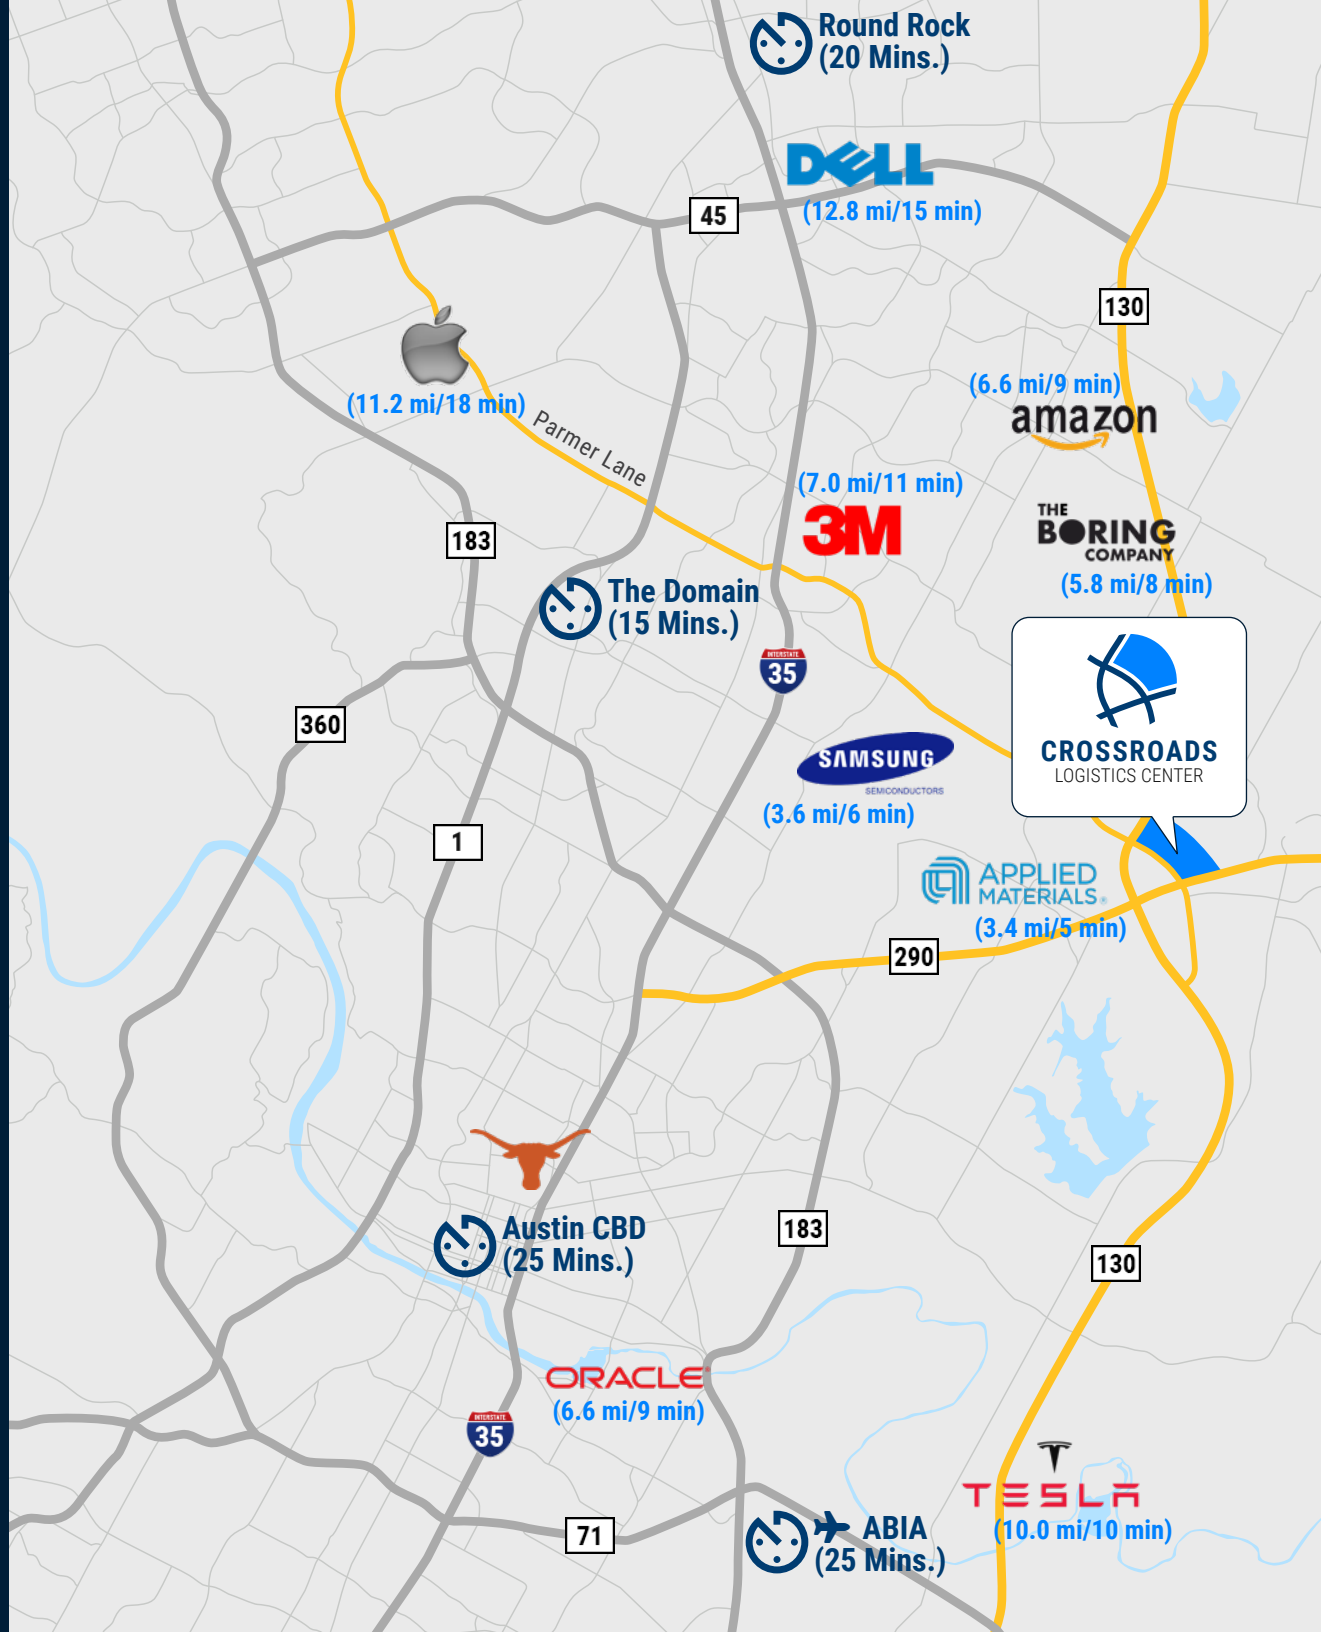 Round Rock
(20 Mins.)
DELL
(12.8 mi/15 min)
45
130
(11.2 mi/18 min)
Parmer Lane
(6.6 mi/9 min)
amazon
(7.0 mi/11 min)
3M
THE
BORING
COMPANY
(5.8 mi/8 min)
183
The Domain
(15 Mins.)
INTERSTATE
35
360
CROSSROADS
LOGISTICS CENTER
SAMSUNG
SEMICONDUCTORS
(3.6 mi/6 min)
1
APPLIED
MATERIALS®
(3.4 mi/5 min)
290
Austin CBD
(25 Mins.)
183
130
ORACLE
(6.6 mi/9 min)
INTERSTATE
35
TESLA
(10.0 mi/10 min)
71
ABIA
(25 Mins.)